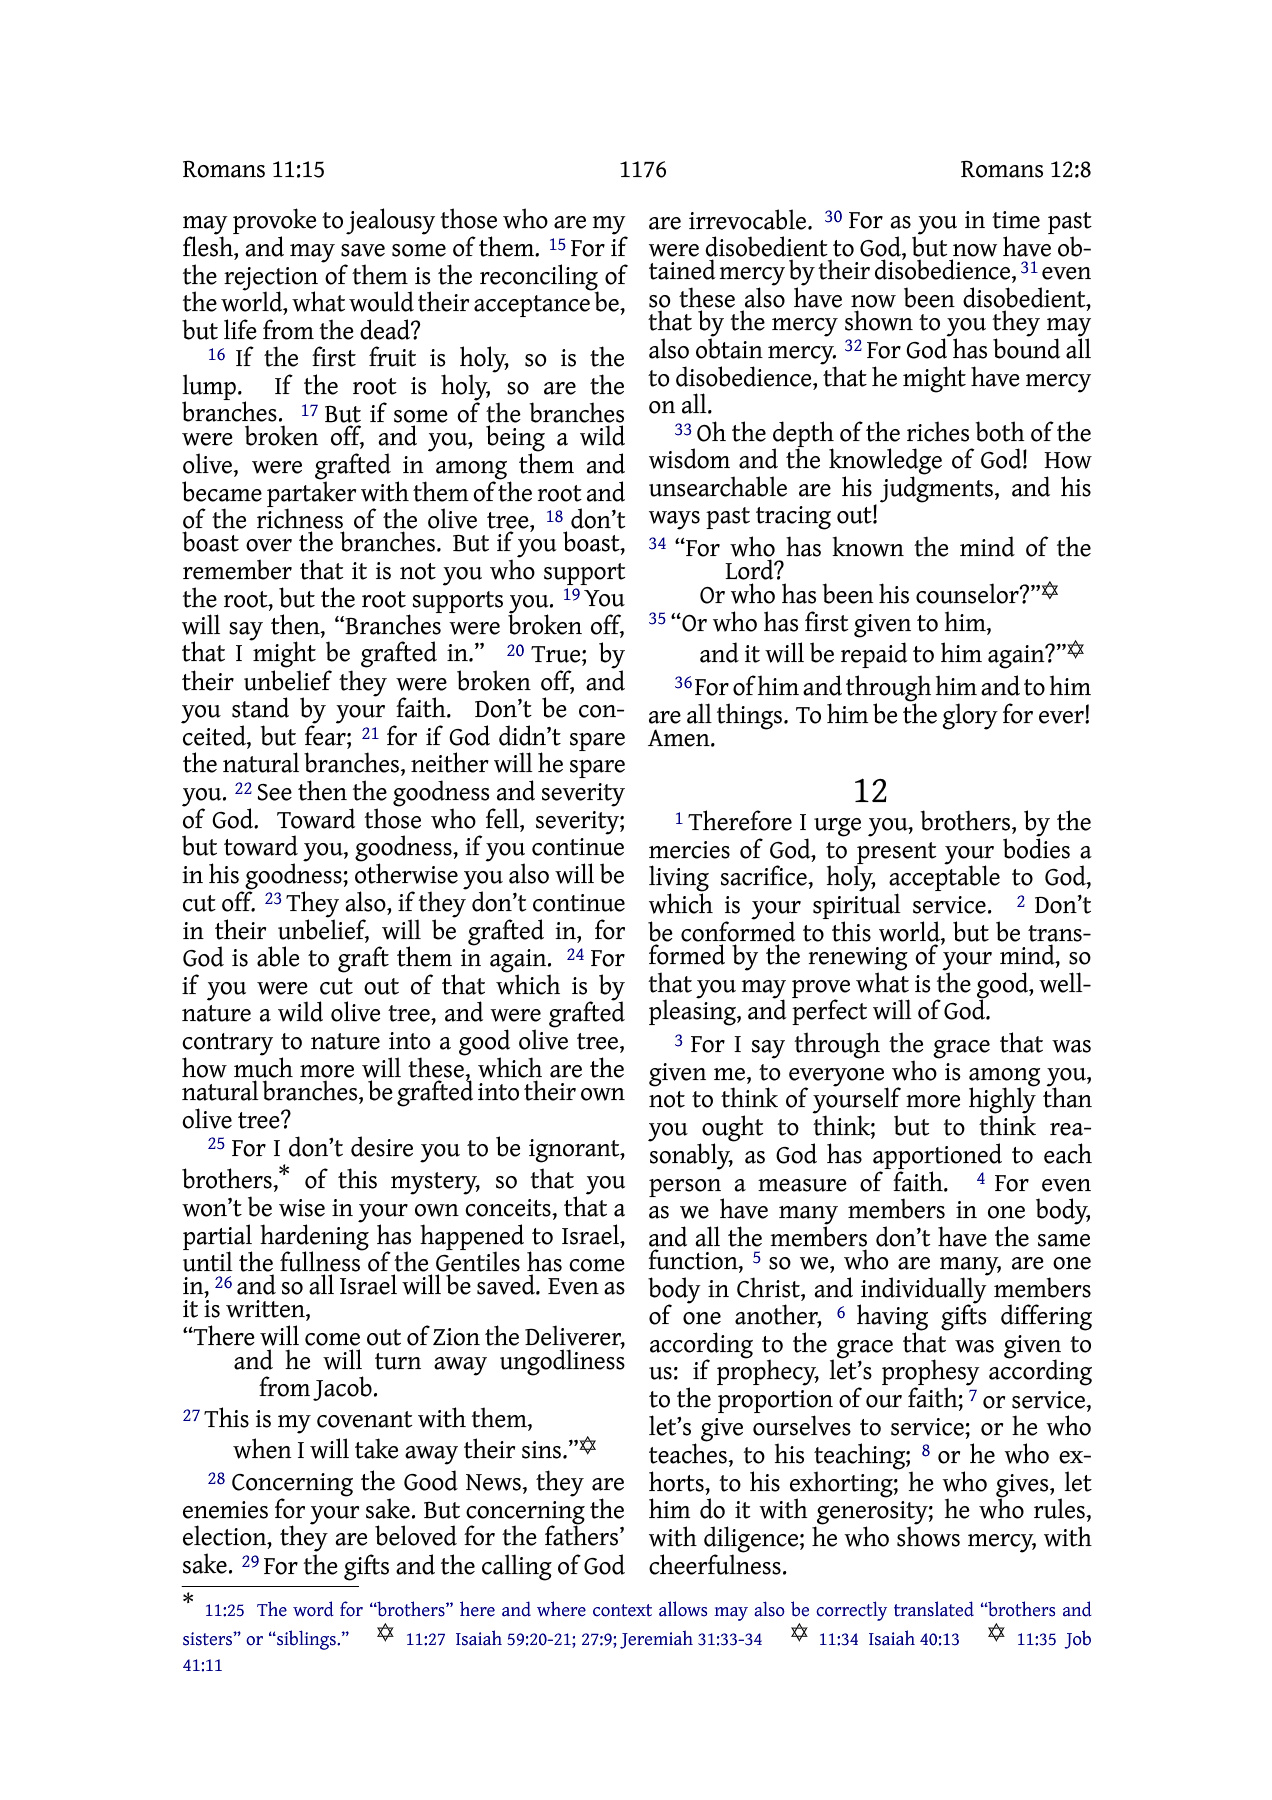 Romans 11:15 1176 Romans 12:8
may provoke to jealousy those who are my
flesh, and may save some of them. 15 For if
the rejection of them is the reconciling of
the world, what would their acceptance be,
but life from the dead?
16 If the first fruit is holy, so is the
lump. If the root is holy, so are the
branches. 17 But if some of the branches
were broken off, and you, being a wild
olive, were grafted in among them and
became partaker with them of the root and
of the richness of the olive tree, 18 don’t
boast over the branches. But if you boast,
remember that it is not you who support
the root, but the root supports you. 19 You
will say then, “Branches were broken off,
that I might be grafted in.” 20 True; by
their unbelief they were broken off, and
you stand by your faith. Don’t be con-
ceited, but fear; 21 for if God didn’t spare
the natural branches, neither will he spare
you. 22 See then the goodness and severity
of God. Toward those who fell, severity;
but toward you, goodness, if you continue
in his goodness; otherwise you also will be
cut off. 23 They also, if they don’t continue
in their unbelief, will be grafted in, for
God is able to graft them in again. 24 For
if you were cut out of that which is by
nature a wild olive tree, and were grafted
contrary to nature into a good olive tree,
how much more will these, which are the
natural branches, be grafted into their own
olive tree?
25 For I don’t desire you to be ignorant,
brothers,* of this mystery, so that you
won’t be wise in your own conceits, that a
partial hardening has happened to Israel,
until the fullness of the Gentiles has come
in, 26 and so all Israel will be saved. Even as
it is written,
“There will come out of Zion the Deliverer,
and he will turn away ungodliness
from Jacob.
27 This is my covenant with them,
when I will take away their sins.”✡
28 Concerning the Good News, they are
enemies for your sake. But concerning the
election, they are beloved for the fathers’
sake. 29 For the gifts and the calling of God
are irrevocable. 30 For as you in time past
were disobedient to God, but now have ob-
tained mercy by their disobedience, 31 even
so these also have now been disobedient,
that by the mercy shown to you they may
also obtain mercy. 32 For God has bound all
to disobedience, that he might have mercy
on all.
33 Oh the depth of the riches both of the
wisdom and the knowledge of God! How
unsearchable are his judgments, and his
ways past tracing out!
34 “For who has known the mind of the
Lord?
Or who has been his counselor?”✡
35 “Or who has first given to him,
and it will be repaid to him again?”✡
36 For of him and through him and to him
are all things. To him be the glory for ever!
Amen.
12
1 Therefore I urge you, brothers, by the
mercies of God, to present your bodies a
living sacrifice, holy, acceptable to God,
which is your spiritual service. 2 Don’t
be conformed to this world, but be trans-
formed by the renewing of your mind, so
that you may prove what is the good, well-
pleasing, and perfect will of God.
3 For I say through the grace that was
given me, to everyone who is among you,
not to think of yourself more highly than
you ought to think; but to think rea-
sonably, as God has apportioned to each
person a measure of faith. 4 For even
as we have many members in one body,
and all the members don’t have the same
function, 5 so we, who are many, are one
body in Christ, and individually members
of one another, 6 having gifts differing
according to the grace that was given to
us: if prophecy, let’s prophesy according
to the proportion of our faith; 7 or service,
let’s give ourselves to service; or he who
teaches, to his teaching; 8 or he who ex-
horts, to his exhorting; he who gives, let
him do it with generosity; he who rules,
with diligence; he who shows mercy, with
cheerfulness.
* 11:25 The word for “brothers” here and where context allows may also be correctly translated “brothers and
sisters” or “siblings.” ✡ 11:27 Isaiah 59:20-21; 27:9; Jeremiah 31:33-34 ✡ 11:34 Isaiah 40:13 ✡ 11:35 Job
41:11